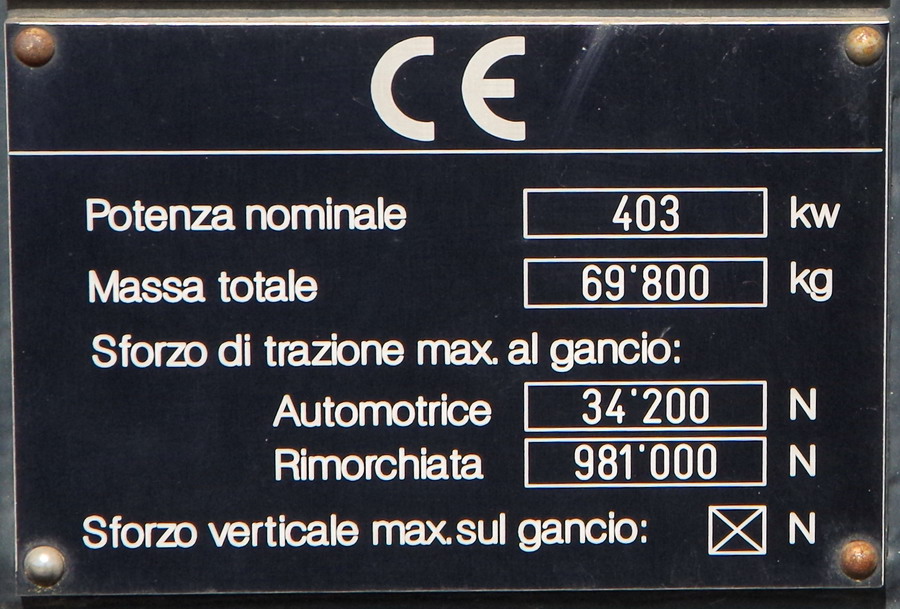 CE
Potenza nominale 403 kw
Massa totale 69'800 kg
Sforzo di trazione max. al gancio:
Automotrice 34'200 N
Rimorchiata 981'000 N
Sforzo verticale max.sul gancio: N